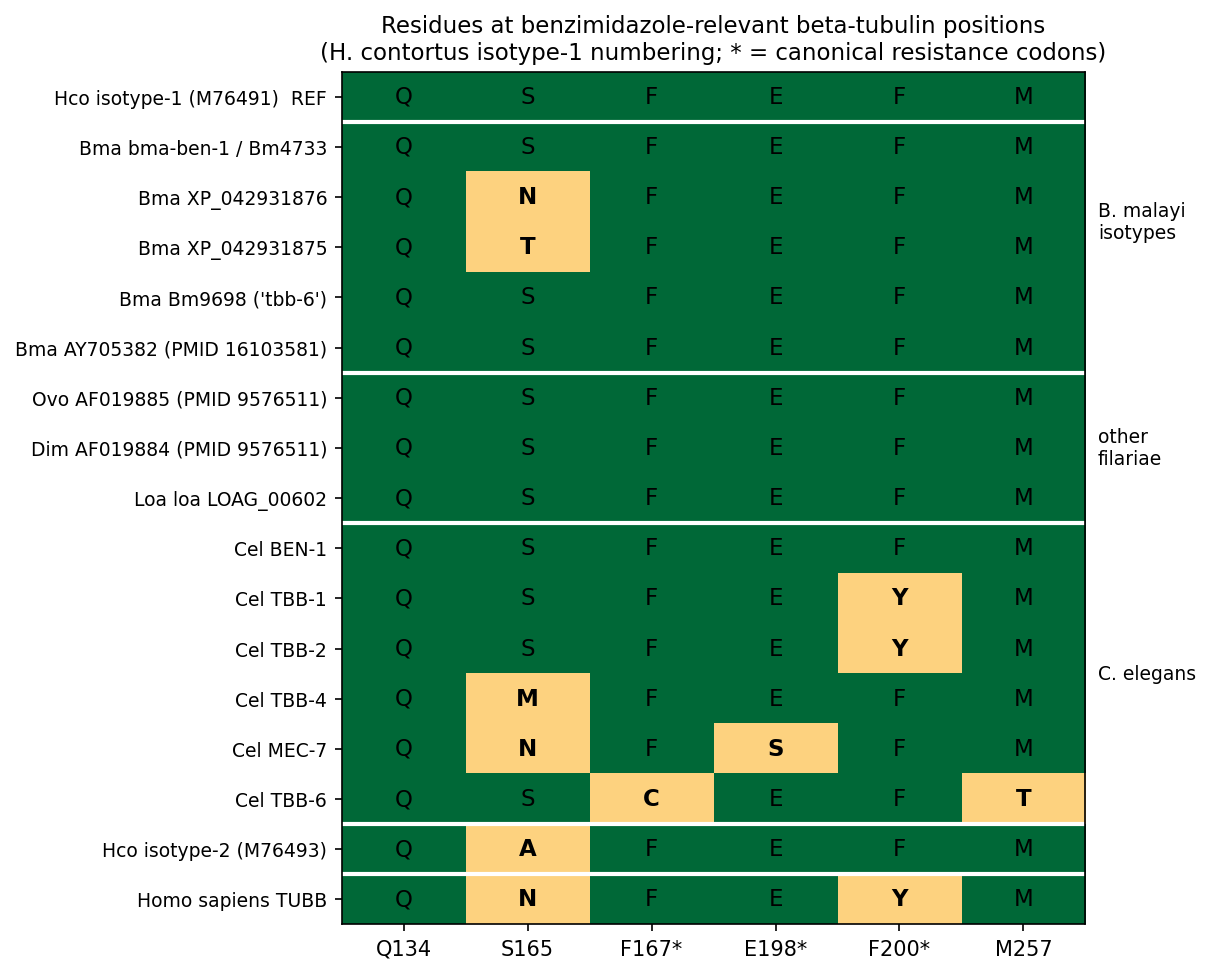 Residues at benzimidazole-relevant beta-tubulin positions
(H. contortus isotype-1 numbering; * = canonical resistance codons)
Hco isotype-1 (M76491)  REF Q S F E F M
Bma bma-ben-1 / Bm4733 Q S F E F M
Bma XP_042931876 Q N F E F M
Bma XP_042931875 Q T F E F M
Bma Bm9698 ('tbb-6') Q S F E F M
Bma AY705382 (PMID 16103581) Q S F E F M
B. malayi
isotypes
Ovo AF019885 (PMID 9576511) Q S F E F M
Dim AF019884 (PMID 9576511) Q S F E F M
Loa loa LOAG_00602 Q S F E F M
other
filariae
Cel BEN-1 Q S F E F M
Cel TBB-1 Q S F E Y M
Cel TBB-2 Q S F E Y M
Cel TBB-4 Q M F E F M
Cel MEC-7 Q N F S F M
Cel TBB-6 Q S C E F T
C. elegans
Hco isotype-2 (M76493) Q A F E F M
Homo sapiens TUBB Q N F E Y M
Q134 S165 F167* E198* F200* M257